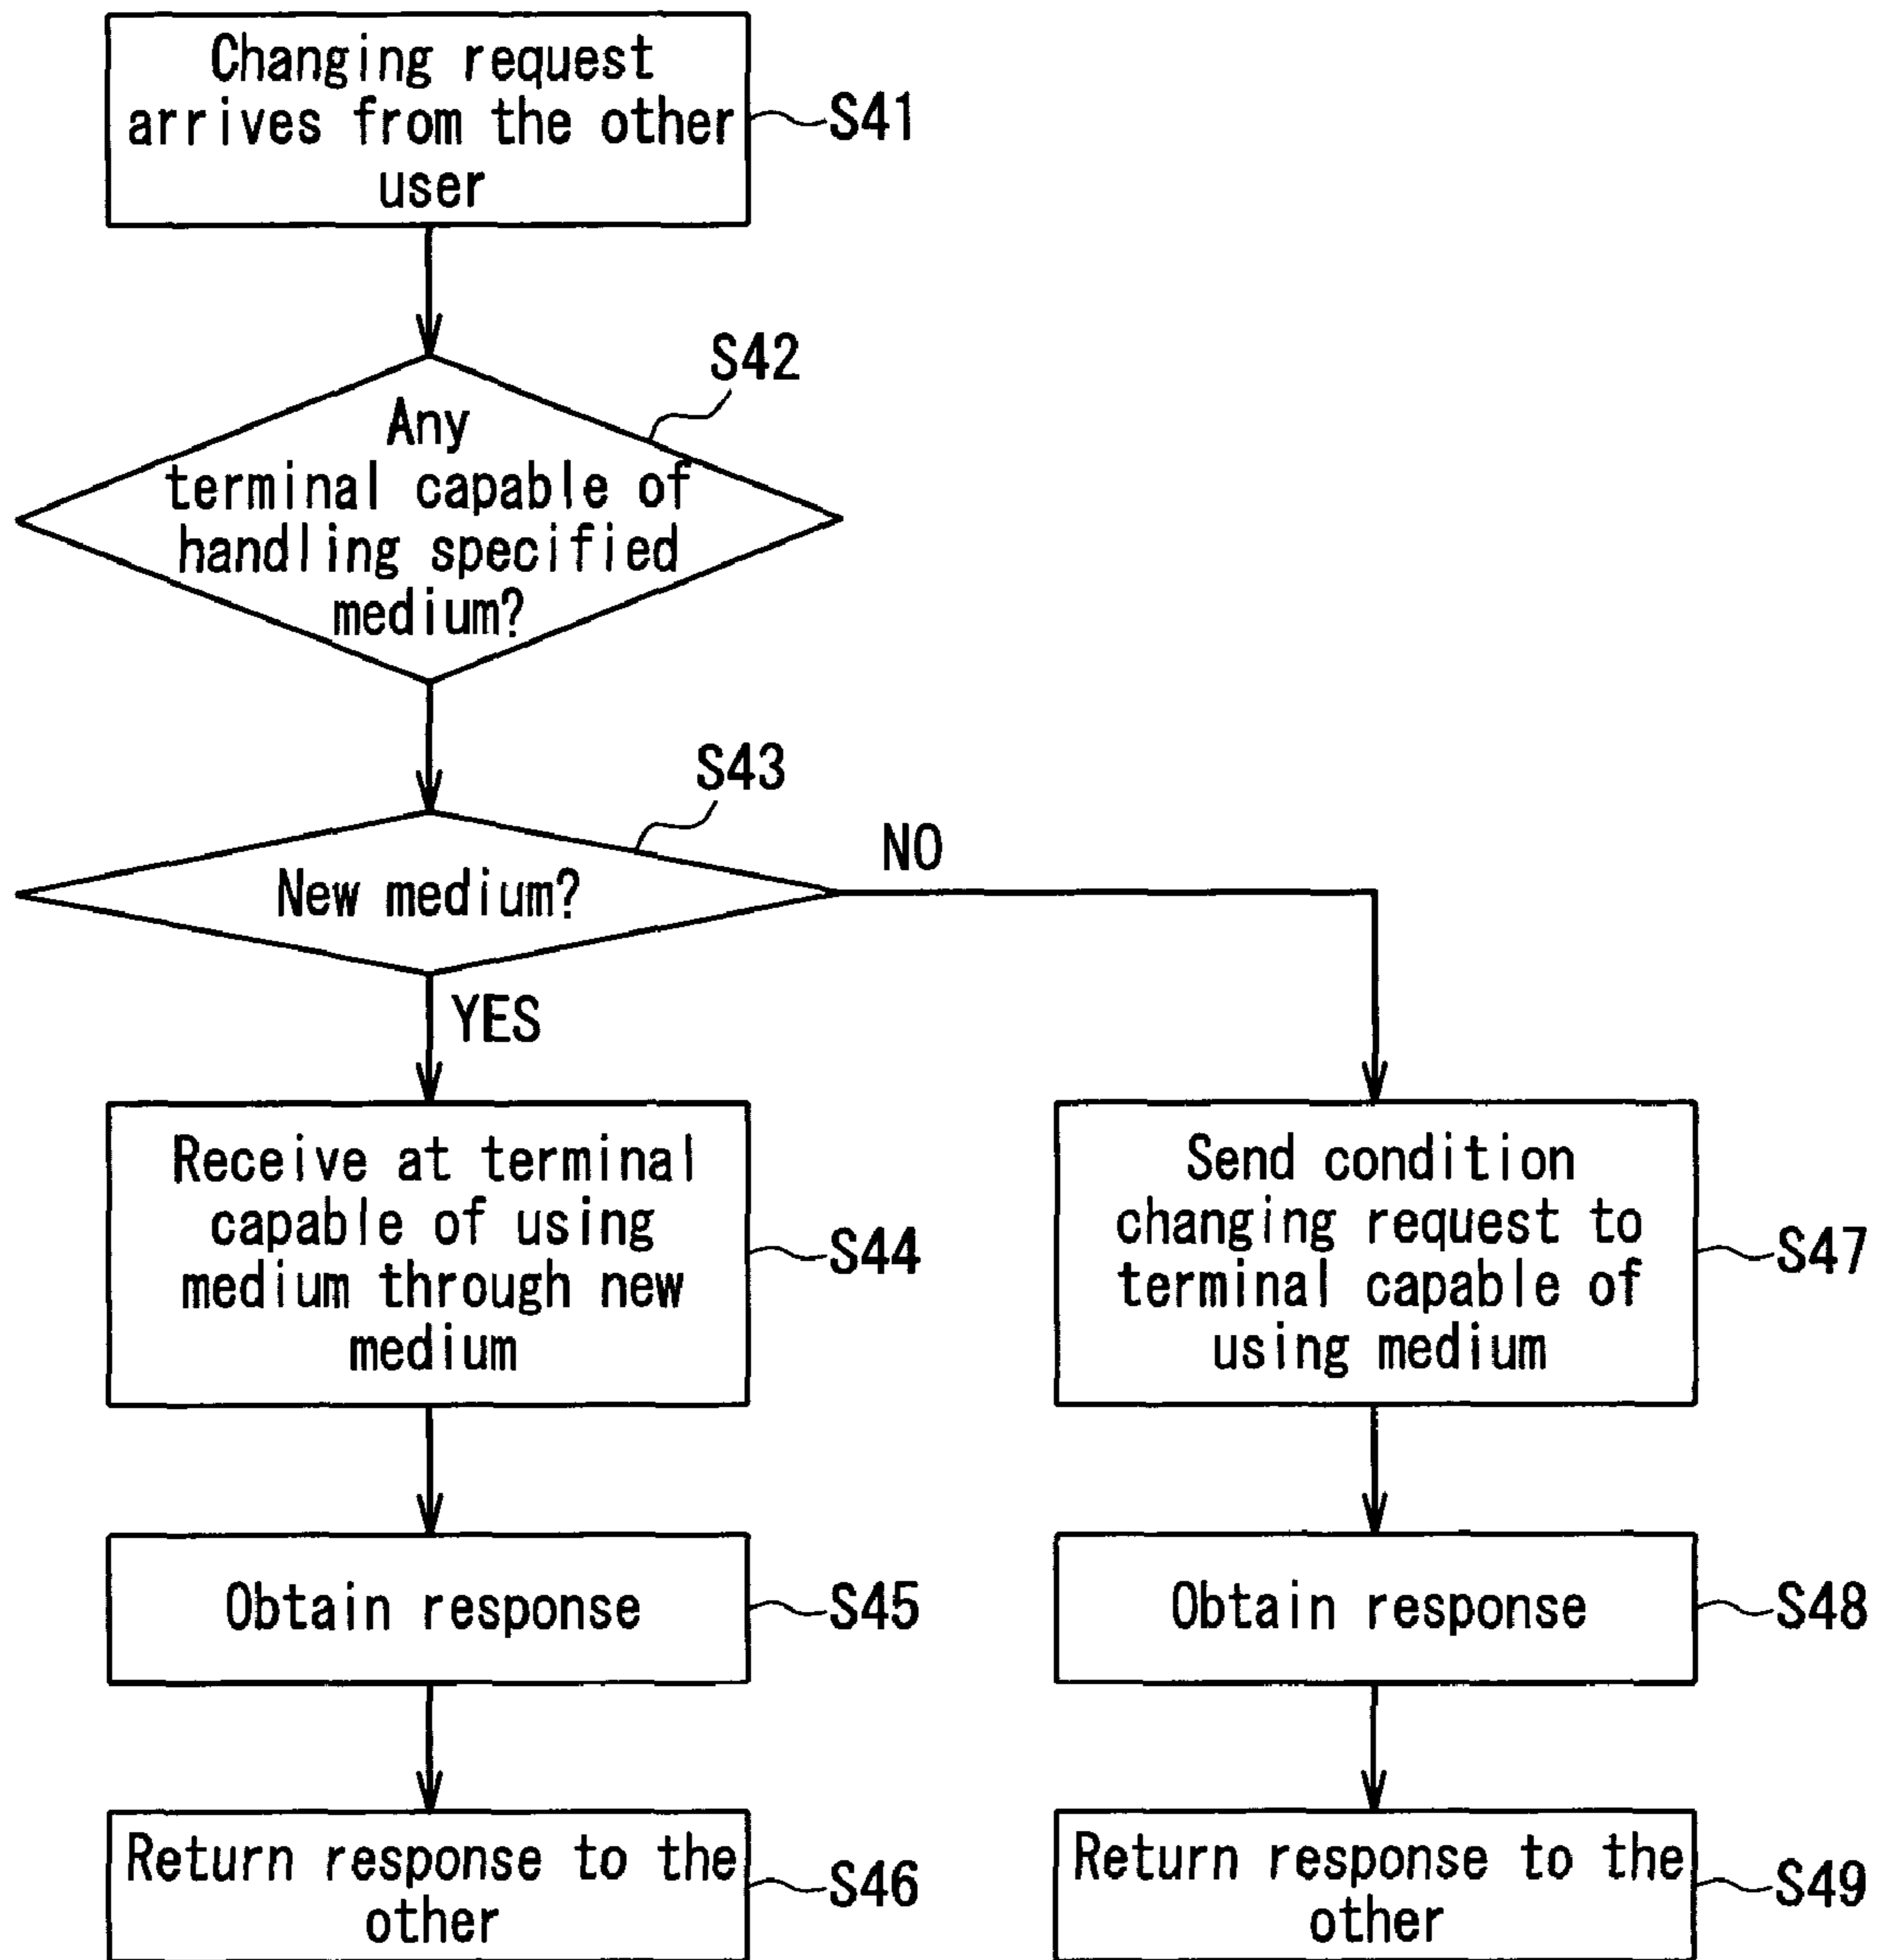 Changing request
arrives from the other
user
S41
S42
Any
terminal capable of
handling specified
medium?
S43
New medium?
NO
YES
Receive at terminal
capable of using
medium through new
medium
S44
Send condition
changing request to
terminal capable of
using medium
S47
Obtain response
S45
Obtain response
S48
Return response to the
other
S46
Return response to the
other
S49